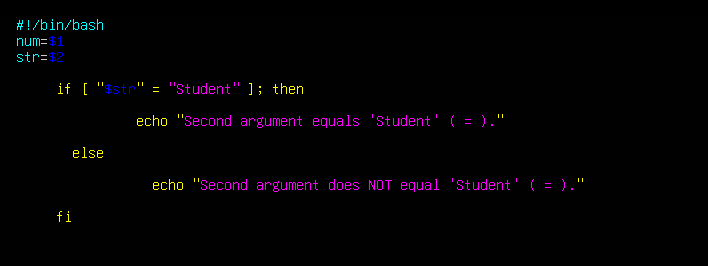 #!/bin/bash
num=$1
str=$2
if [ "$str" = "Student" ]; then
echo "Second argument equals 'Student' ( = )."
else
echo "Second argument does NOT equal 'Student' ( = )."
fi